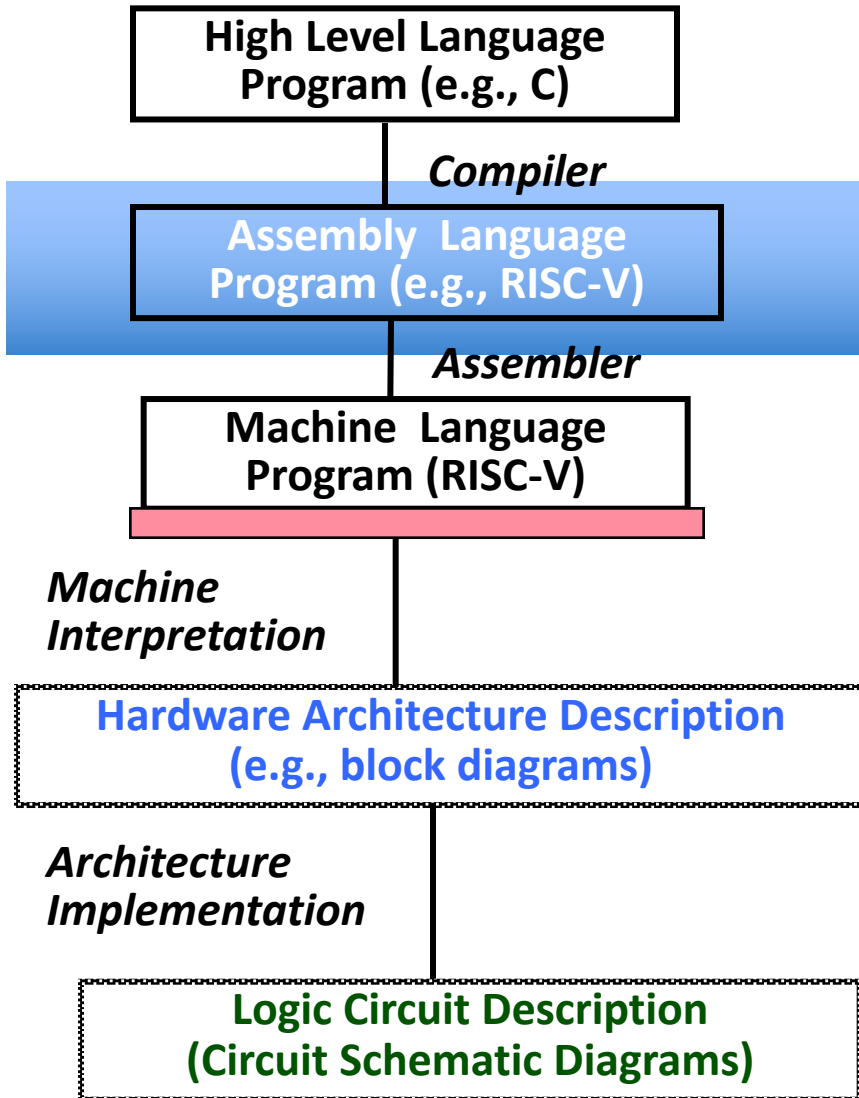 High Level Language
Program (e.g., C)
Compiler
Assembly Language
Program (e.g., RISC-V)
Assembler
Machine Language
Program (RISC-V)
Machine
Interpretation
Hardware Architecture Description
(e.g., block diagrams)
Architecture
Implementation
Logic Circuit Description
(Circuit Schematic Diagrams)